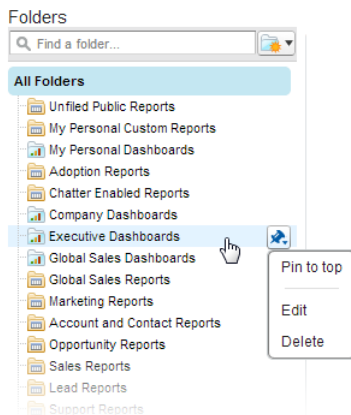 Folders
Find a folder...
All Folders
Unfiled Public Reports
My Personal Custom Reports
My Personal Dashboards
Adoption Reports
Chatter Enabled Reports
Company Dashboards
Executive Dashboards
Global Sales Dashboards
Pin to top
Global Sales Reports
Marketing Reports
Edit
Account and Contact Reports
Opportunity Reports
Delete
Sales Reports
Lead Reports
Support Reports